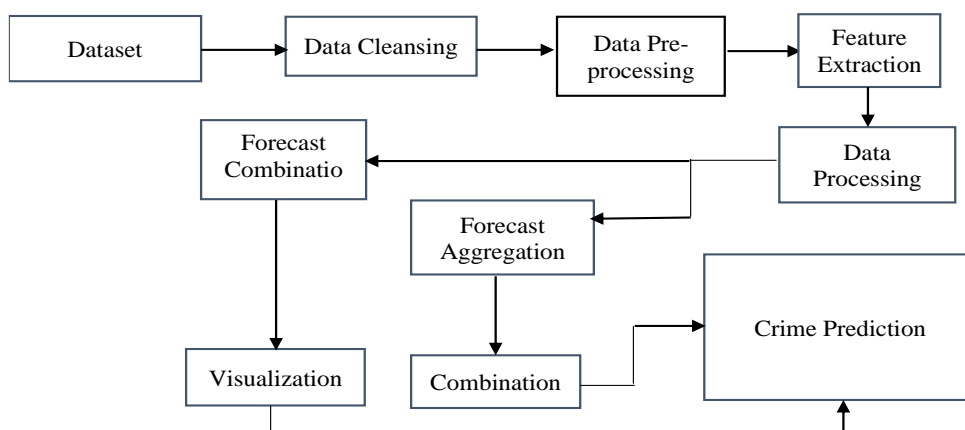 Dataset
Data Cleansing
Data Pre-
processing
Feature
Extraction
Forecast
Combinatio
Data
Processing
Forecast
Aggregation
Crime Prediction
Visualization
Combination